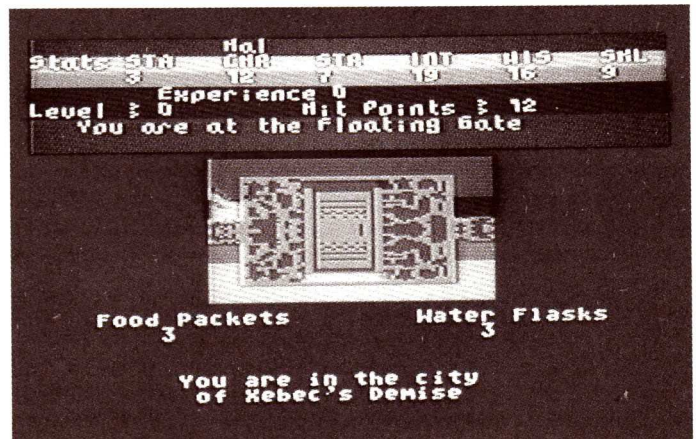 Hal
Stats STA CHR STR INT WIS SKL
3 12 7 19 16 9
Experience 0
Level : 0 Hit Points : 12
You are at the Floating Gate
Food Packets Water Flasks
3 3
You are in the city
of Xebec's Demise